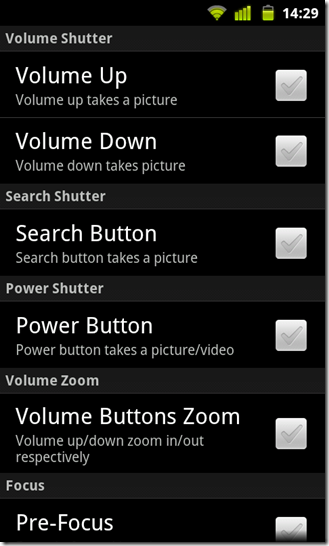 14:29
Volume Shutter
Volume Up
Volume up takes a picture
Volume Down
Volume down takes picture
Search Shutter
Search Button
Search button takes a picture
Power Shutter
Power Button
Power button takes a picture/video
Volume Zoom
Volume Buttons Zoom
Volume up/down zoom in/out
respectively
Focus
Pre-Focus